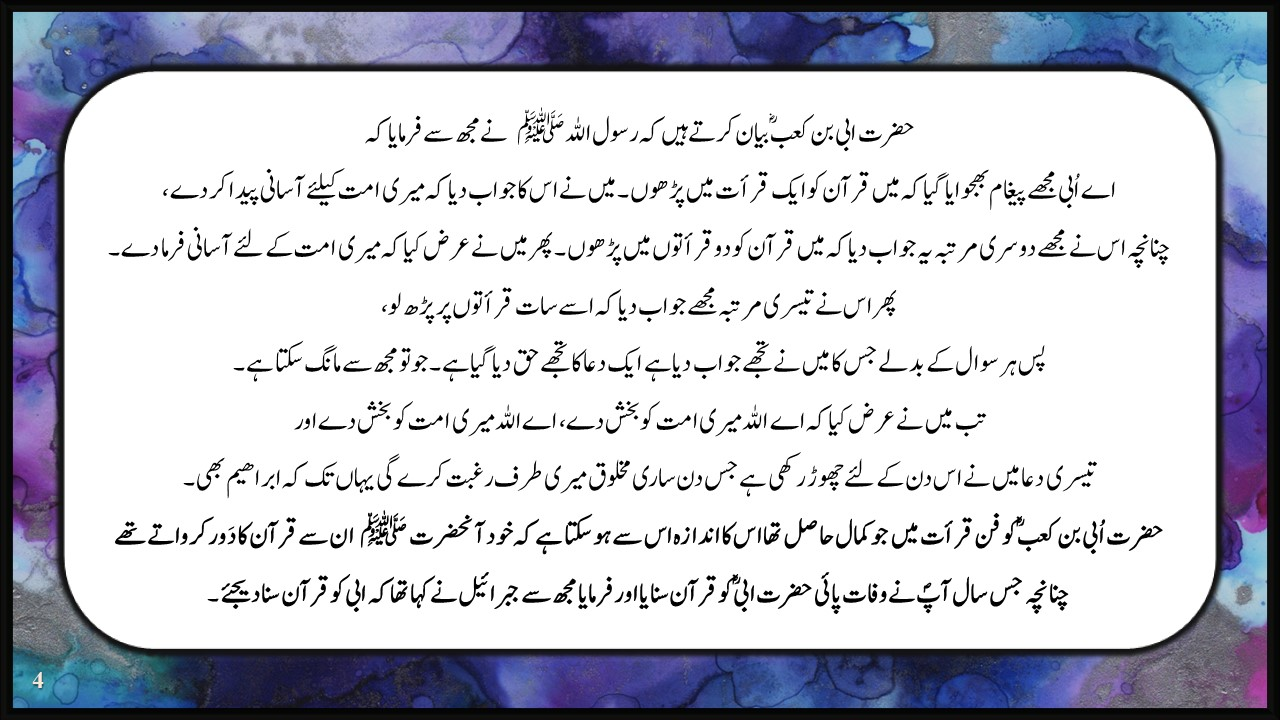 حضرت ابی بن کعبؓ بیان کرتے ہیں کہ رسول اللہ ﷺ نے مجھ سے فرمایا کہ
اے اُبی مجھے پیغام بھجوایا گیا کہ میں قرآن کو ایک قرأت میں پڑھوں۔ میں نے اس کا جواب دیا کہ میری امت کیلئے آسانی پیدا کر دے،
چنانچہ اس نے مجھے دوسری مرتبہ یہ جواب دیا کہ میں قرآن کو دو قرأتوں میں پڑھوں۔ پھر میں نے عرض کیا کہ میری امت کے لئے آسانی فرما دے۔
پھر اس نے تیسری مرتبہ مجھے جواب دیا کہ اسے سات قرأتوں پر پڑھ لو،
پس ہر سوال کے بدلے جس کا میں نے تجھے جواب دیا ہے ایک دعا کا تجھے حق دیا گیا ہے۔ جو تو مجھ سے مانگ سکتا ہے۔
تب میں نے عرض کیا کہ اے اللہ میری امت کو بخش دے، اے اللہ میری امت کو بخش دے اور
تیسری دعا میں نے اس دن کے لئے چھوڑ رکھی ہے جس دن ساری مخلوق میری طرف رغبت کرے گی یہاں تک کہ ابراھیم بھی۔
حضرت اُبی بن کعبؓ کو فن قرأت میں جو کمال حاصل تھا اس کا اندازہ اس سے ہو سکتا ہے کہ خود آنحضرت ﷺ ان سے قرآن کا دَور کرواتے تھے
چنانچہ جس سال آپؐ نے وفات پائی حضرت ابیؓ کو قرآن سنایا اور فرمایا مجھ سے جبرائیل نے کہا تھا کہ ابی کو قرآن سنا دیجئے۔
4